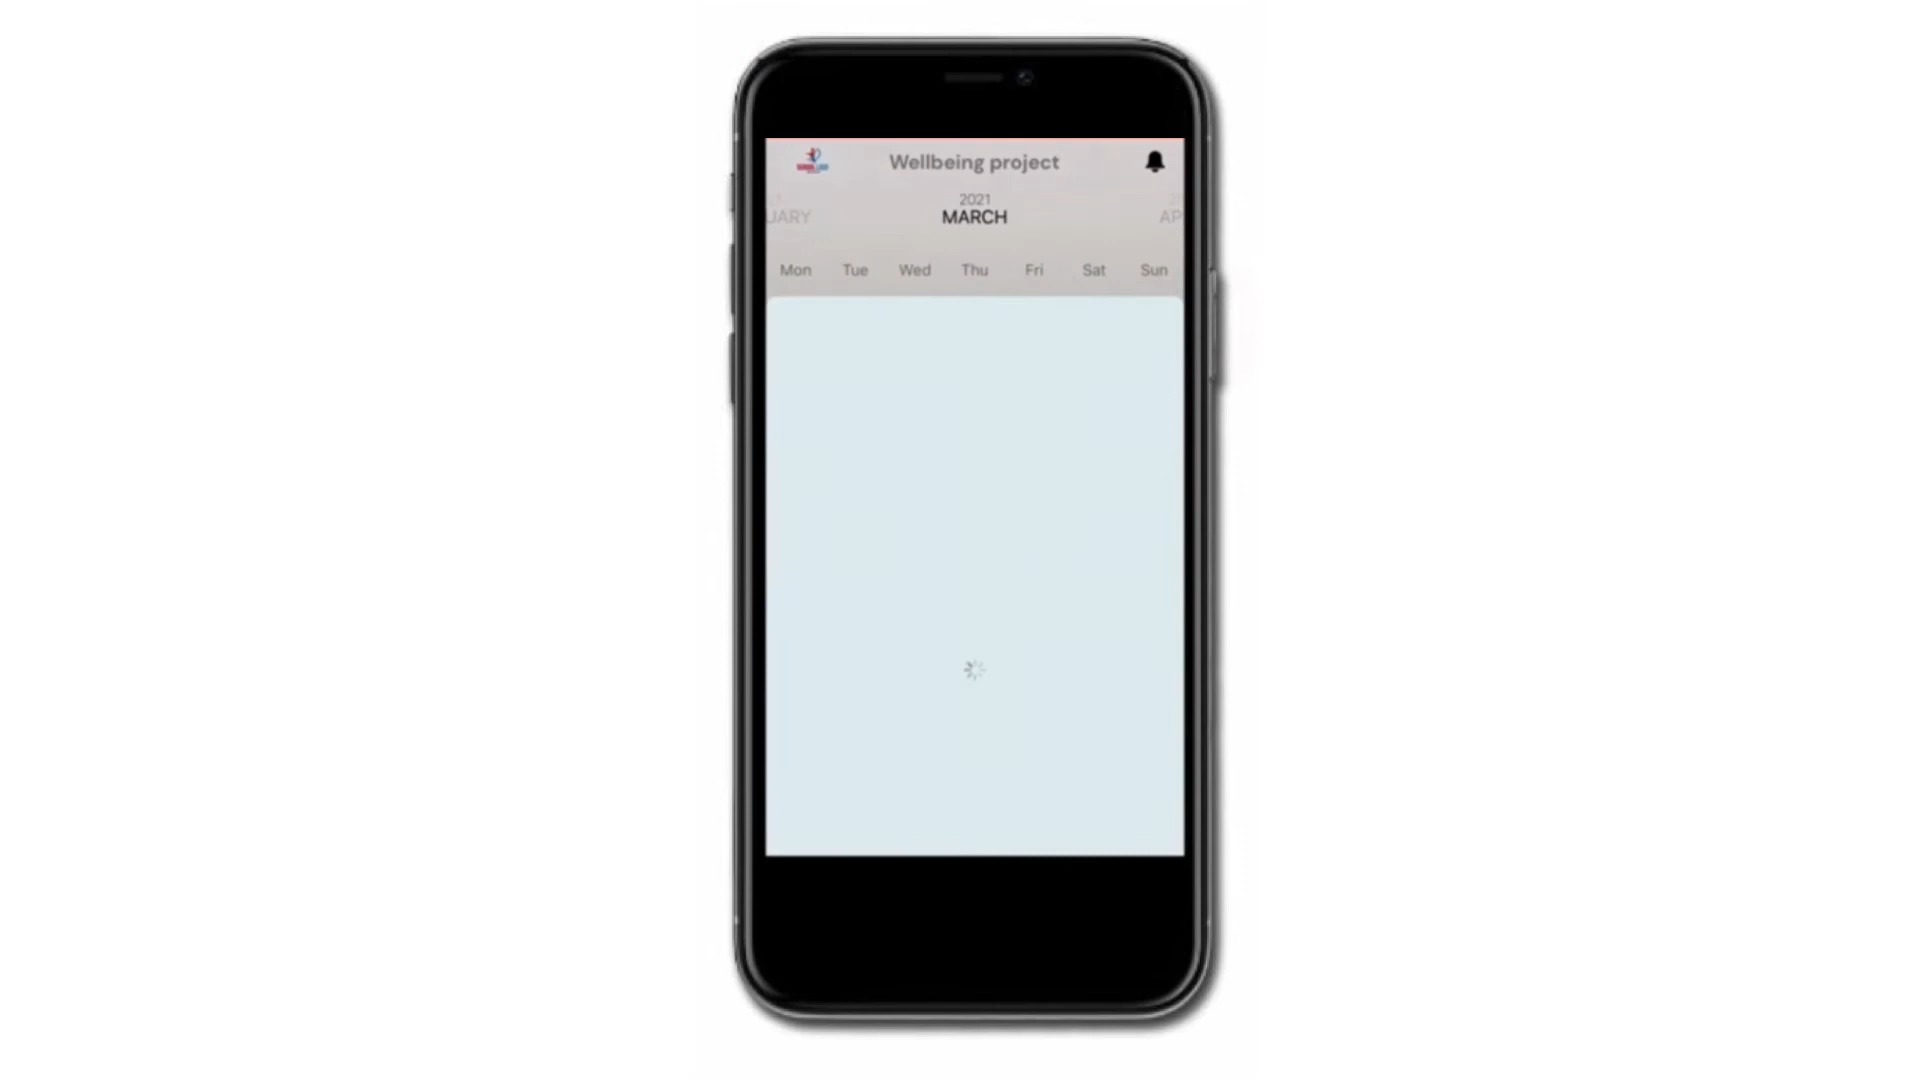 Wellbeing project
2021
UARY MARCH AP
Mon Tue Wed Thu Fri Sat Sun